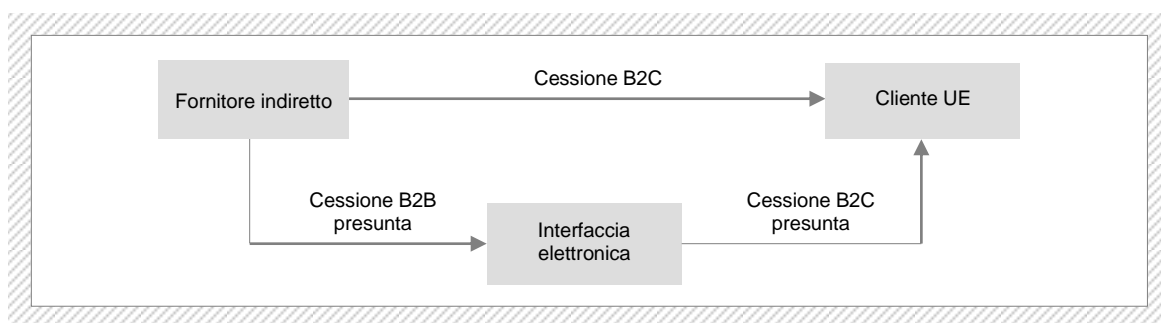 Cessione B2C
Fornitore indiretto
Cliente UE
Cessione B2B
presunta
Cessione B2C
presunta
Interfaccia
elettronica